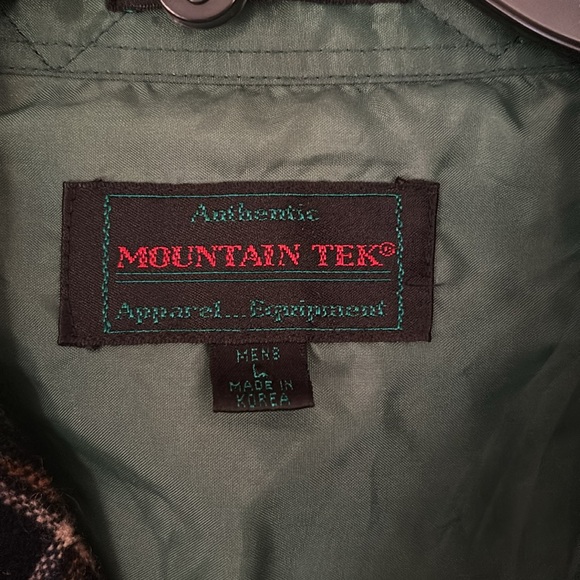 Authentic
MOUNTAIN TEK®
Apparel...Equipment
MENS
L
MADE IN
KOREA